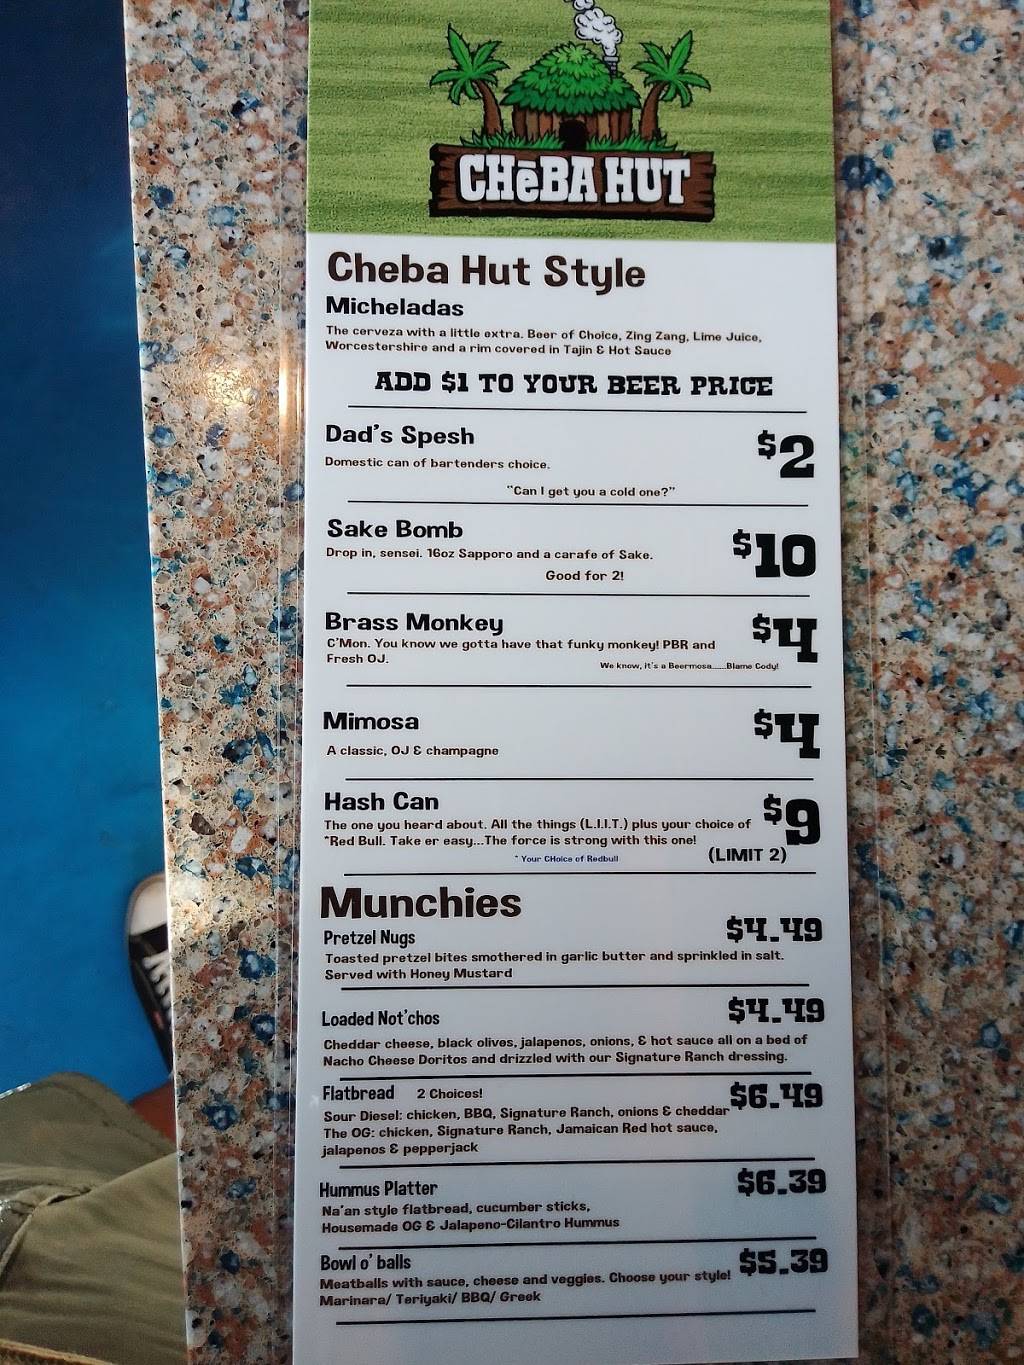 CHēBA HUT
Cheba Hut Style
Micheladas
The cerveza with a little extra. Beer of Choice, Zing Zang, Lime Juice,
Worcestershire and a rim covered in Tajin & Hot Sauce
ADD $1 TO YOUR BEER PRICE
Dad's Spesh $2
Domestic can of bartenders choice.
"Can I get you a cold one?"
Sake Bomb $10
Drop in, sensei. 16oz Sapporo and a carafe of Sake.
Good for 2!
Brass Monkey $4
C'Mon. You know we gotta have that funky monkey! PBR and
Fresh OJ. We know, it's a Beermosa......Blame Cody!
Mimosa $4
A classic, OJ & champagne
Hash Can $9
The one you heard about. All the things (L.I.I.T.) plus your choice of
*Red Bull. Take er easy...The force is strong with this one!
* Your CHoice of Redbull (LIMIT 2)
Munchies
Pretzel Nugs $4.49
Toasted pretzel bites smothered in garlic butter and sprinkled in salt.
Served with Honey Mustard
Loaded Not'chos $4.49
Cheddar cheese, black olives, jalapenos, onions, & hot sauce all on a bed of
Nacho Cheese Doritos and drizzled with our Signature Ranch dressing.
Flatbread 2 Choices! $6.49
Sour Diesel: chicken, BBQ, Signature Ranch, onions & cheddar
The OG: chicken, Signature Ranch, Jamaican Red hot sauce,
jalapenos & pepperjack
Hummus Platter $6.39
Na'an style flatbread, cucumber sticks,
Housemade OG & Jalapeno-Cilantro Hummus
Bowl o' balls $5.39
Meatballs with sauce, cheese and veggies. Choose your style!
Marinara/ Teriyaki/ BBQ/ Greek